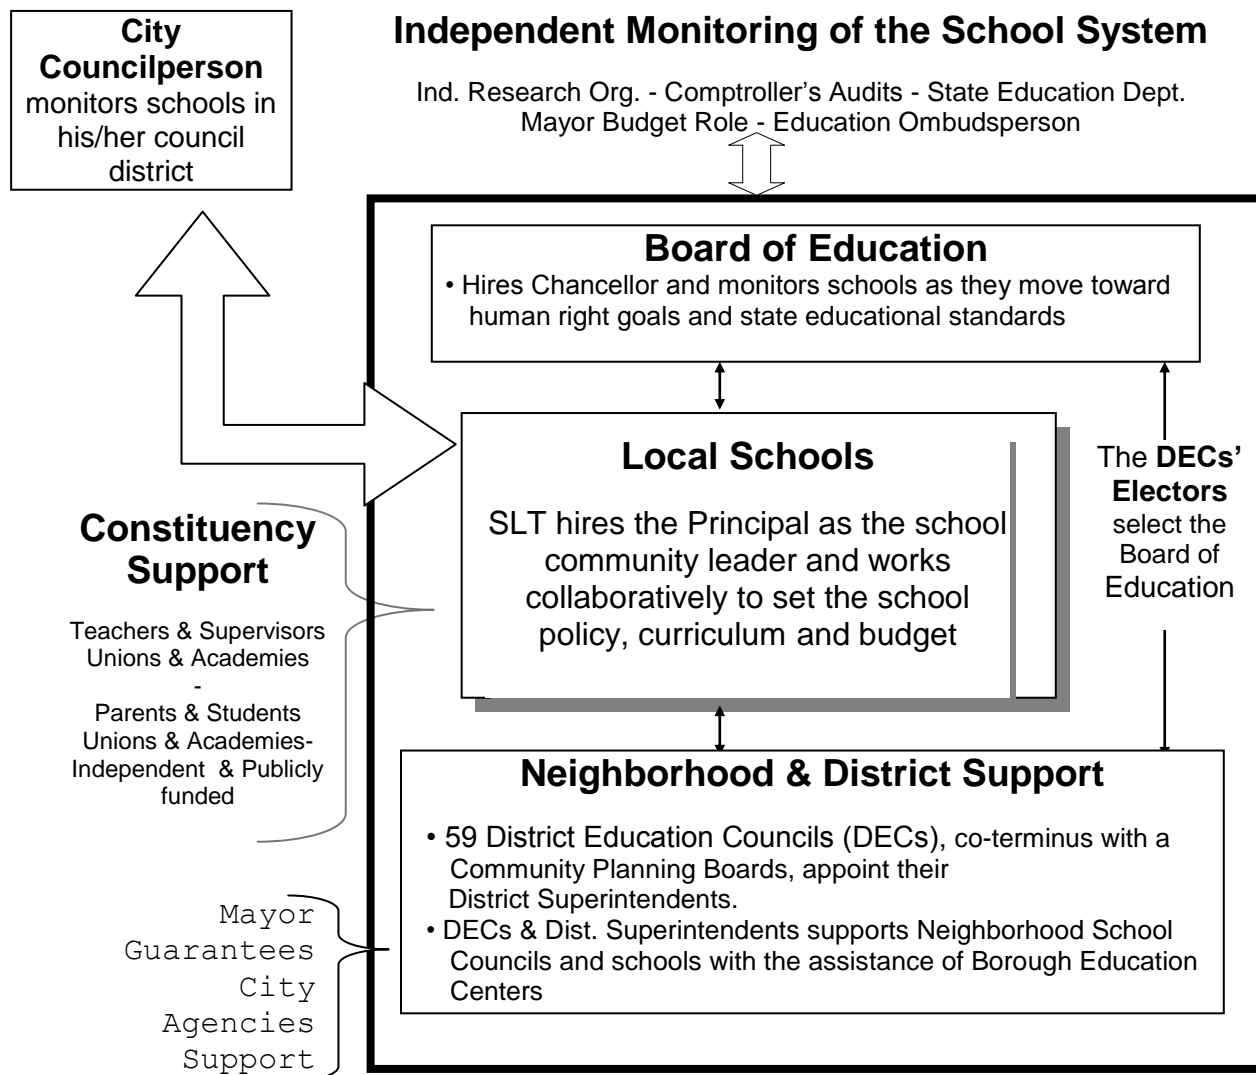 City
Councilperson
monitors schools in
his/her council
district
Independent Monitoring of the School System
Ind. Research Org. - Comptroller's Audits - State Education Dept.
Mayor Budget Role - Education Ombudsperson
Board of Education
• Hires Chancellor and monitors schools as they move toward
human right goals and state educational standards
Local Schools
SLT hires the Principal as the school
community leader and works
collaboratively to set the school
policy, curriculum and budget
The DECs'
Electors
select the
Board of
Education
Constituency
Support
Teachers & Supervisors
Unions & Academies
-
Parents & Students
Unions & Academies-
Independent & Publicly
funded
Neighborhood & District Support
• 59 District Education Councils (DECs), co-terminus with a
Community Planning Boards, appoint their
District Superintendents.
• DECs & Dist. Superintendents supports Neighborhood School
Councils and schools with the assistance of Borough Education
Centers
Mayor
Guarantees
City
Agencies
Support